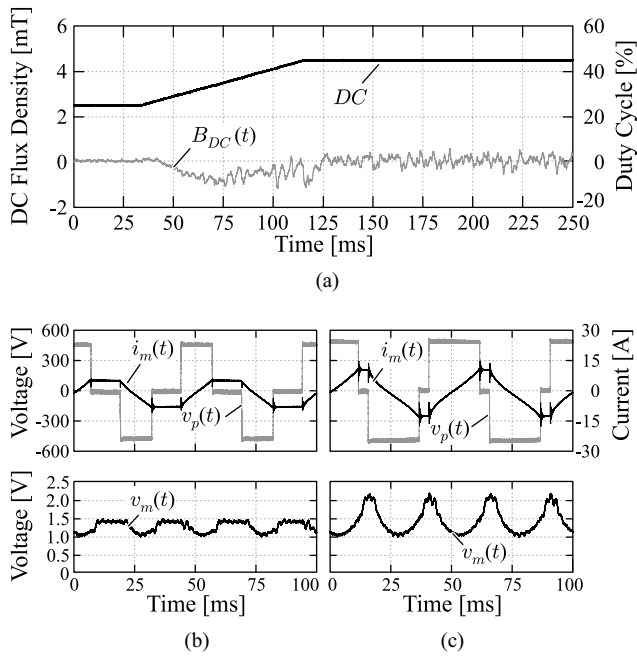 DC Flux Density [mT]
6
4
2
0
-2
60
40
20
0
-20
Duty Cycle [%]
B_DC(t)
DC
0 25 50 75 100 125 150 175 200 225 250
Time [ms]
(a)
Voltage [V]
600
300
0
-300
-600
i_m(t)
v_p(t)
i_m(t)
v_p(t)
30
15
0
-15
-30
Current [A]
Voltage [V]
2.5
2.0
1.5
1.0
0.5
0
v_m(t)
v_m(t)
0 25 50 75 100
0 25 50 75 100
Time [ms]
Time [ms]
(b)
(c)